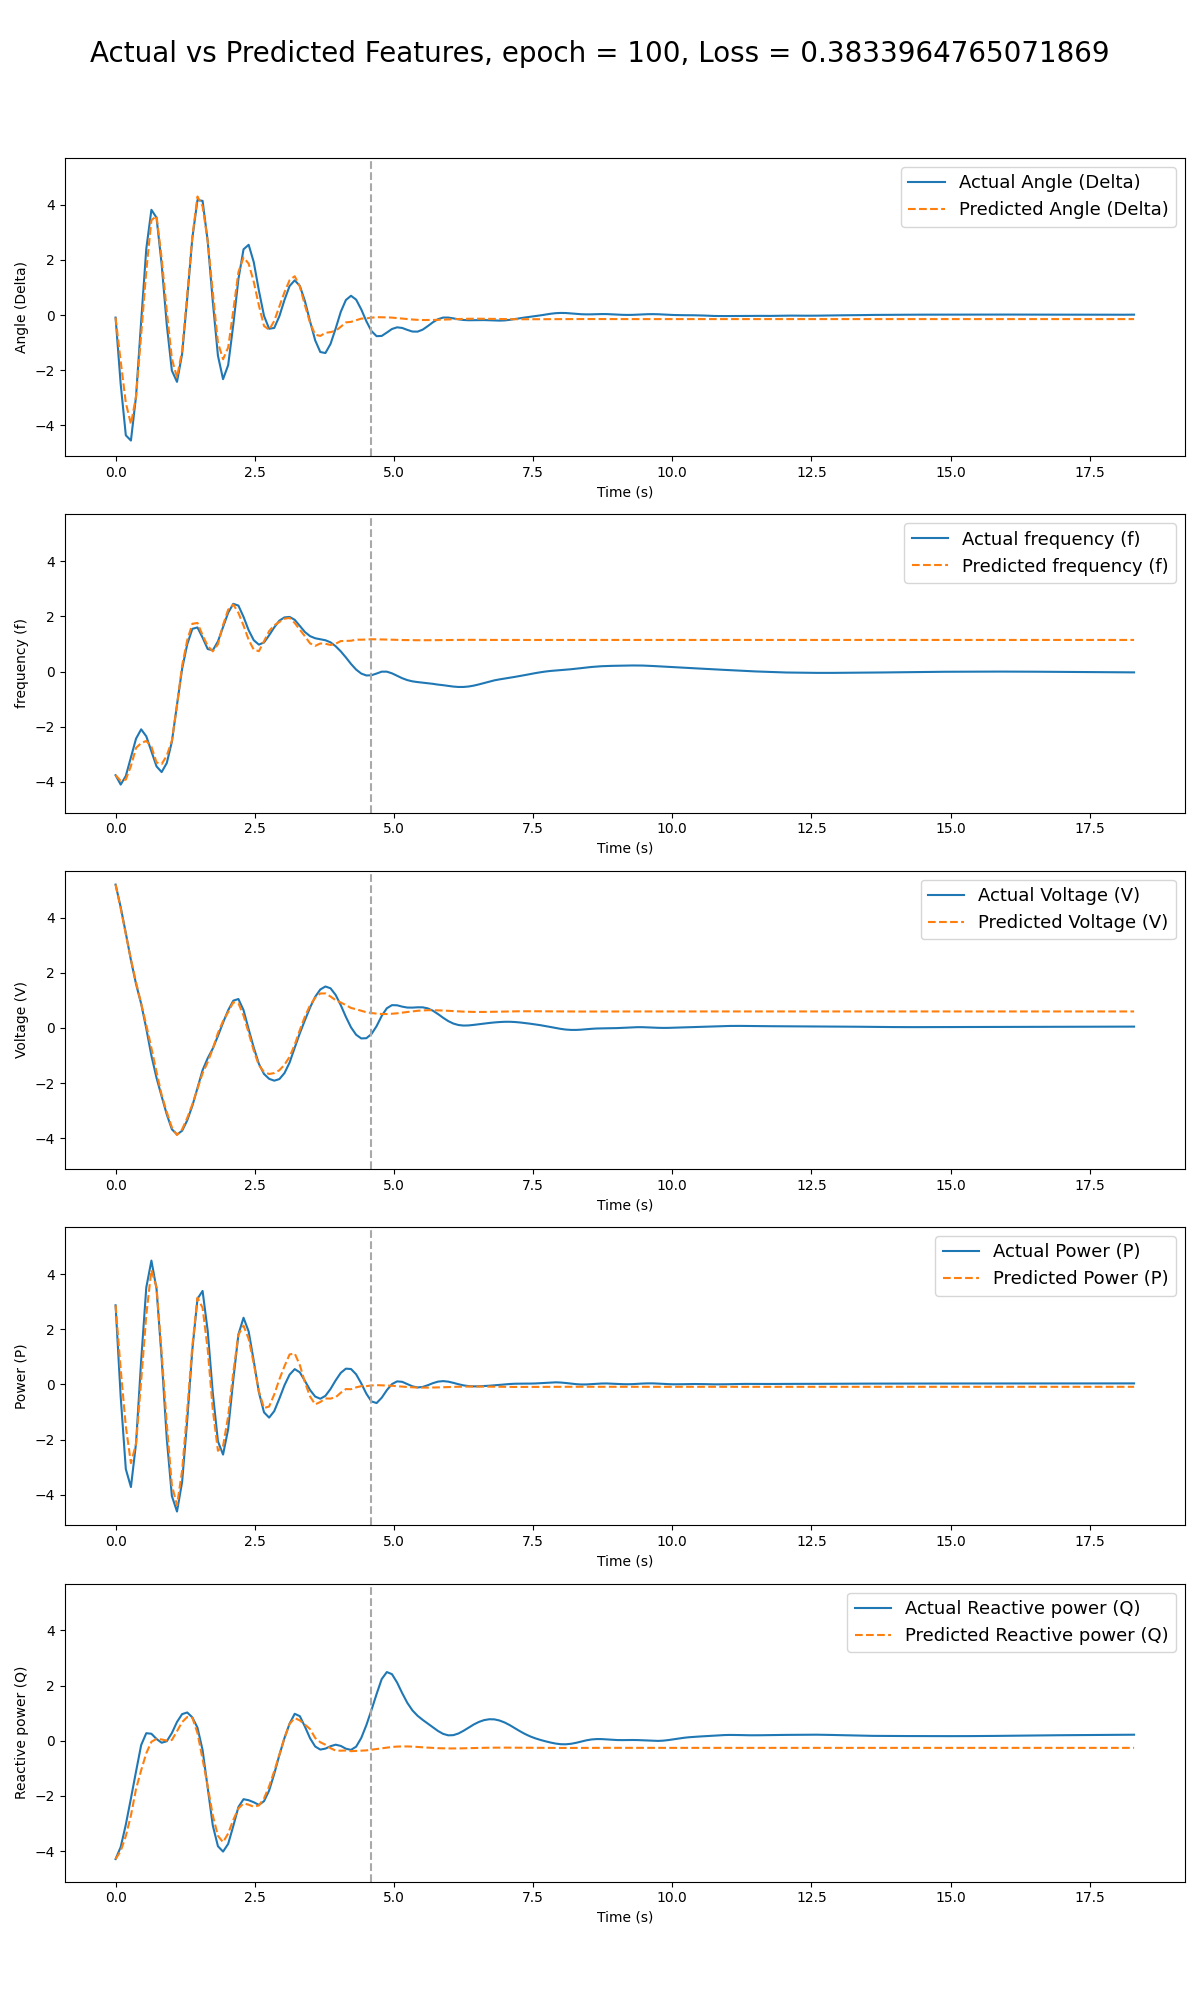 Actual vs Predicted Features, epoch = 100, Loss = 0.3833964765071869
Actual Angle (Delta)
Predicted Angle (Delta)
Angle (Delta)
4
2
0
−2
−4
0.0 2.5 5.0 7.5 10.0 12.5 15.0 17.5
Time (s)
Actual frequency (f)
Predicted frequency (f)
frequency (f)
4
2
0
−2
−4
0.0 2.5 5.0 7.5 10.0 12.5 15.0 17.5
Time (s)
Actual Voltage (V)
Predicted Voltage (V)
Voltage (V)
4
2
0
−2
−4
0.0 2.5 5.0 7.5 10.0 12.5 15.0 17.5
Time (s)
Actual Power (P)
Predicted Power (P)
Power (P)
4
2
0
−2
−4
0.0 2.5 5.0 7.5 10.0 12.5 15.0 17.5
Time (s)
Actual Reactive power (Q)
Predicted Reactive power (Q)
Reactive power (Q)
4
2
0
−2
−4
0.0 2.5 5.0 7.5 10.0 12.5 15.0 17.5
Time (s)